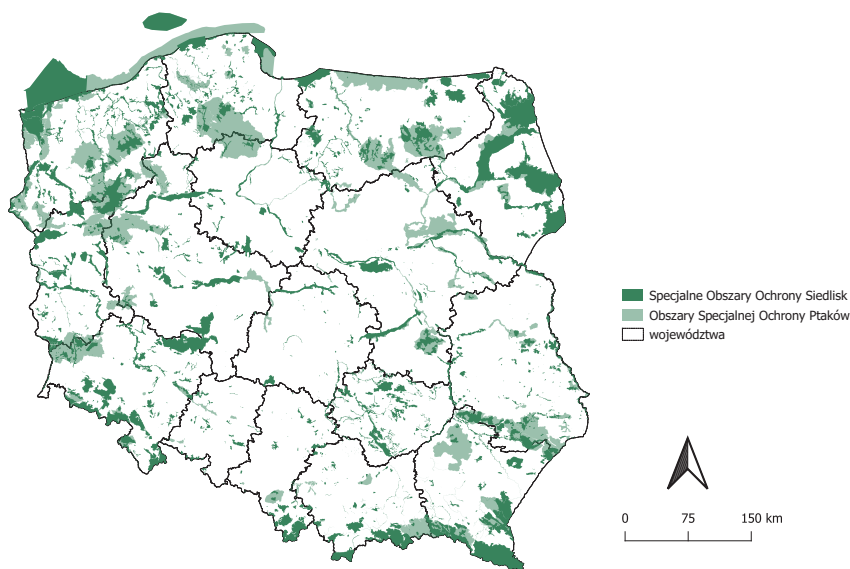 Specjalne Obszary Ochrony Siedlisk
Obszary Specjalnej Ochrony Ptaków
województwa
0 75 150 km